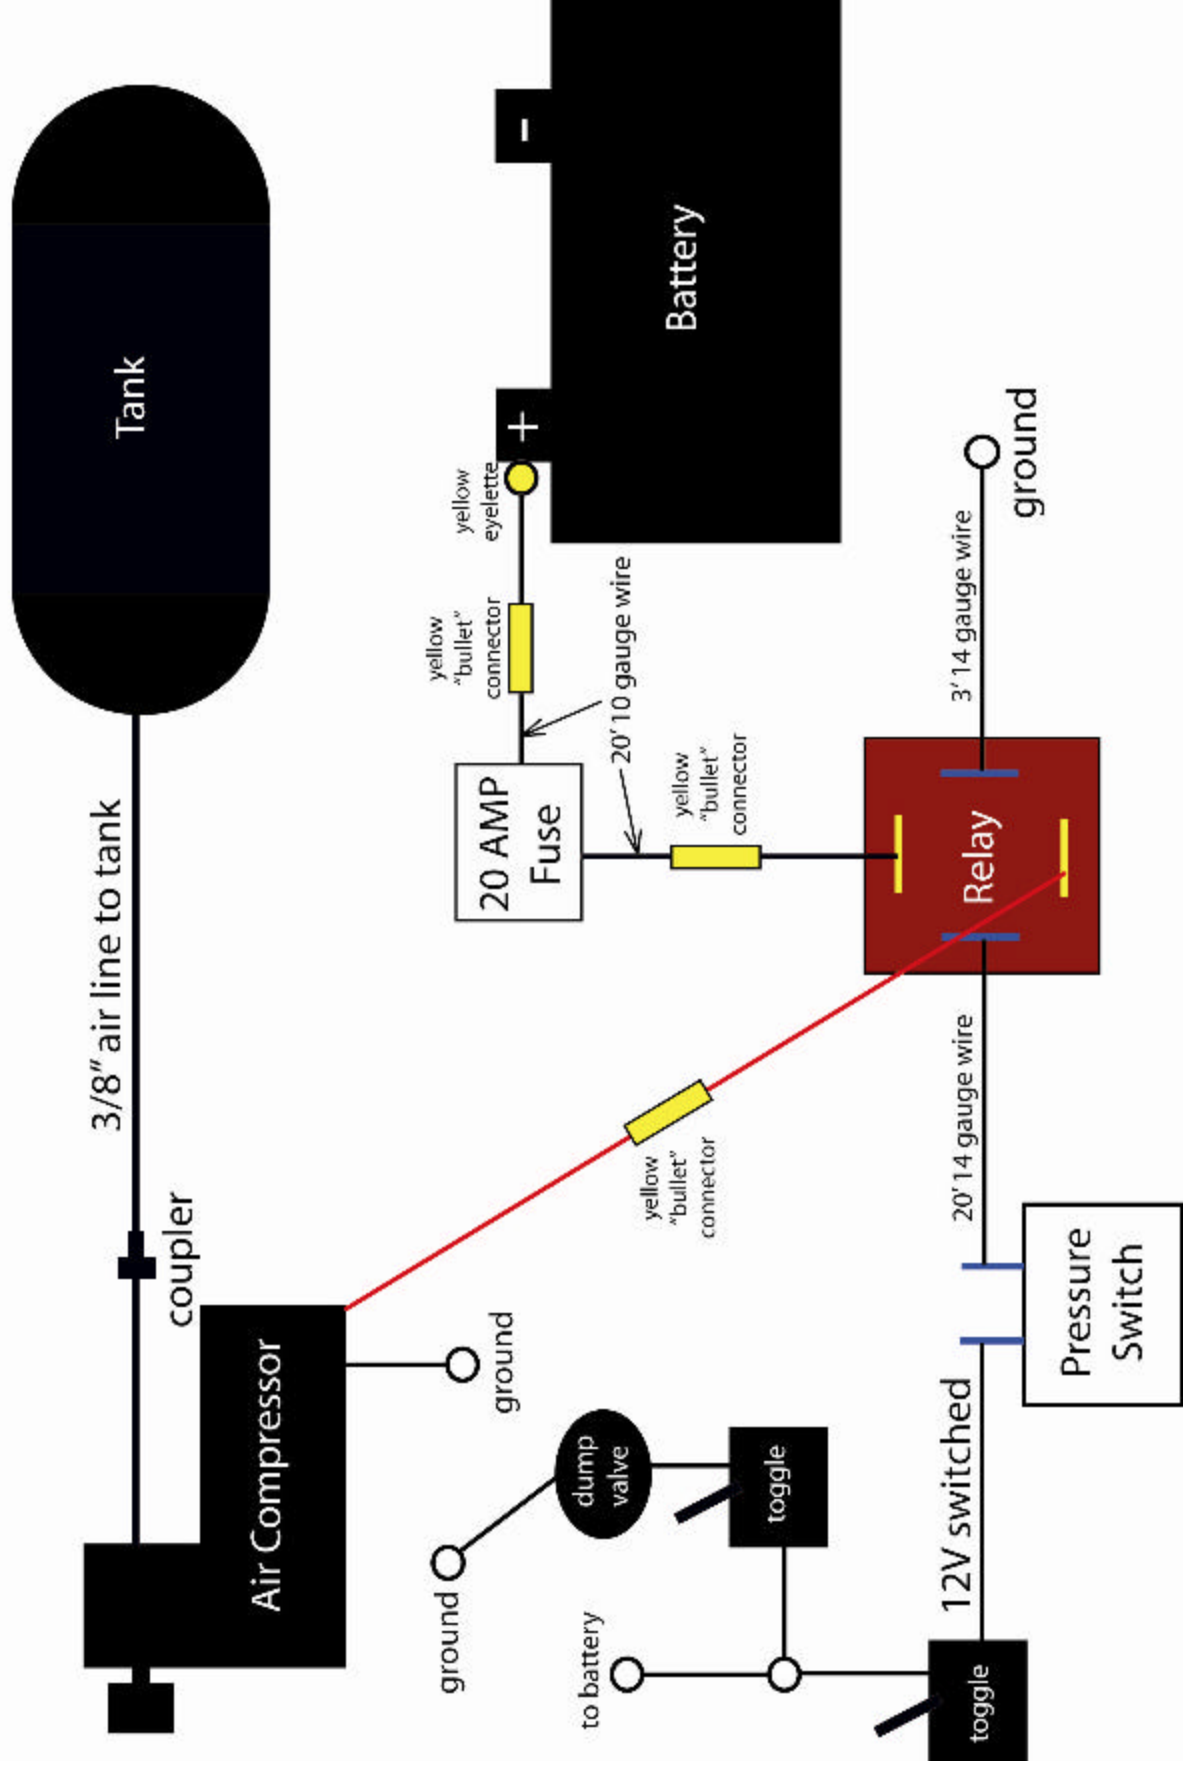 3/8” air line to tank
Tank
coupler
Air Compressor
ground
ground
yellow
“bullet”
connector
yellow
eyelette
+
-
20 AMP
Fuse
20’ 10 gauge wire
Battery
dump
valve
to battery
toggle
yellow
“bullet”
connector
yellow
“bullet”
connector
12V switched
20’ 14 gauge wire
Relay
3’ 14 gauge wire
ground
toggle
Pressure
Switch